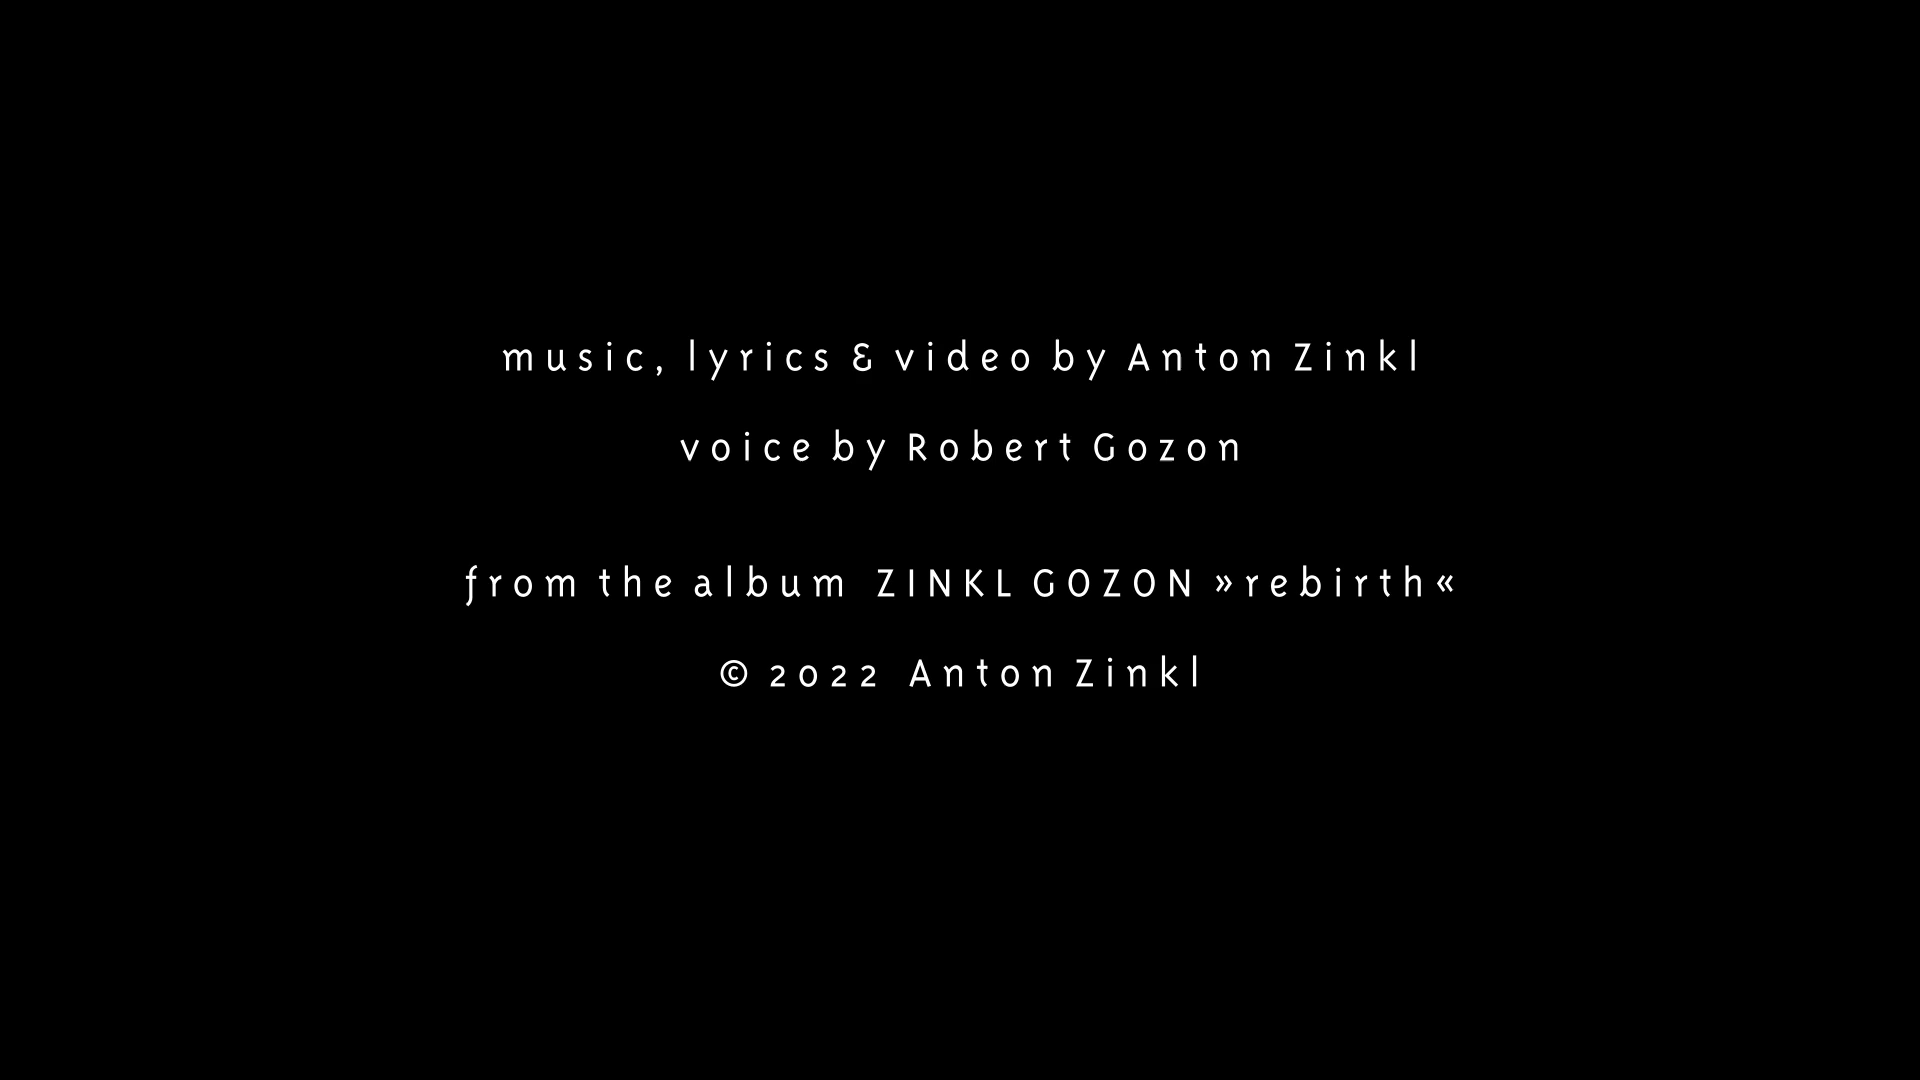 music, lyrics & video by Anton Zinkl
voice by Robert Gozon
from the album ZINKL GOZON »rebirth«
© 2022 Anton Zinkl